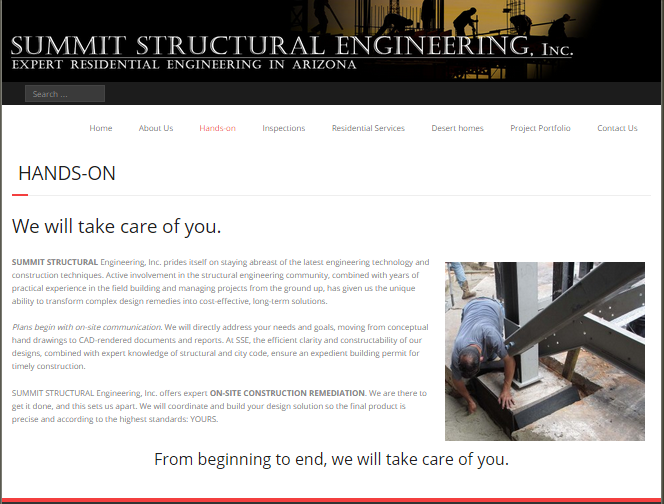 SUMMIT STRUCTURAL ENGINEERING, INC.
EXPERT RESIDENTIAL ENGINEERING IN ARIZONA
Search ...
Home About Us Hands-on Inspections Residential Services Desert homes Project Portfolio Contact Us
HANDS-ON
We will take care of you.
SUMMIT STRUCTURAL Engineering, Inc. prides itself on staying abreast of the latest engineering technology and
construction techniques. Active involvement in the structural engineering community, combined with years of
practical experience in the field building and managing projects from the ground up, has given us the unique
ability to transform complex design remedies into cost-effective, long-term solutions.
Plans begin with on-site communication. We will directly address your needs and goals, moving from conceptual
hand drawings to CAD-rendered documents and reports. At SSE, the efficient clarity and constructability of our
designs, combined with expert knowledge of structural and city code, ensure an expedient building permit for
timely construction.
SUMMIT STRUCTURAL Engineering, Inc. offers expert ON-SITE CONSTRUCTION REMEDIATION. We are there to
get it done, and this sets us apart. We will coordinate and build your design solution so the final product is
precise and according to the highest standards: YOURS.
From beginning to end, we will take care of you.